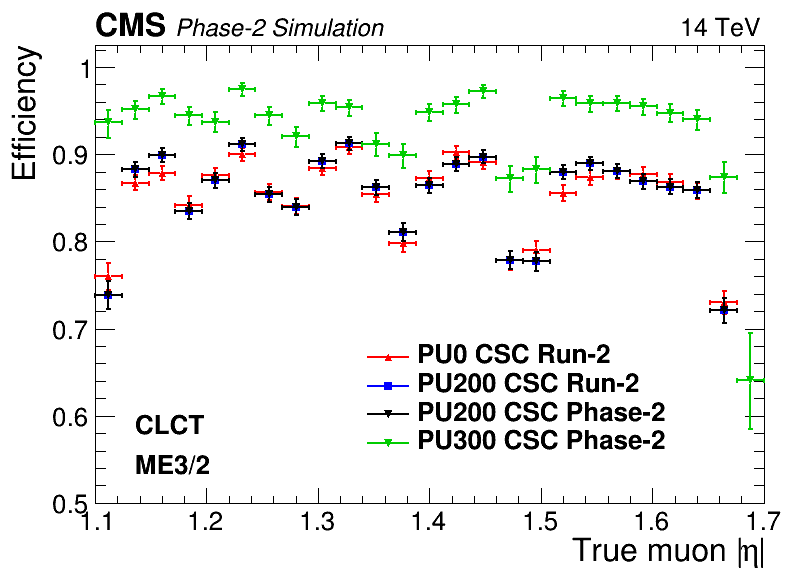 CMS Phase-2 Simulation 14 TeV
Efficiency
1
0.9
0.8
0.7
0.6
0.5
PU0 CSC Run-2
PU200 CSC Run-2
PU200 CSC Phase-2
PU300 CSC Phase-2
CLCT
ME3/2
1.1 1.2 1.3 1.4 1.5 1.6 1.7
True muon |η|